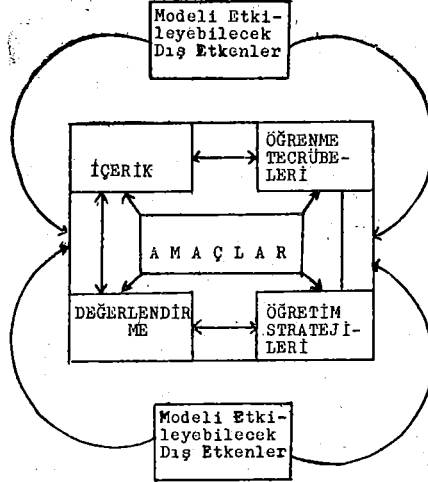 Modeli Etki-
leyebilecek
Dış Etkenler
İÇERİK
ÖĞRENME
TECRÜBE-
LERİ
A M A Ç L A R
DEĞERLENDİR
ME
ÖĞRETİM
STRATEJİ-
LERİ
Modeli Etki-
leyebilecek
Dış Etkenler